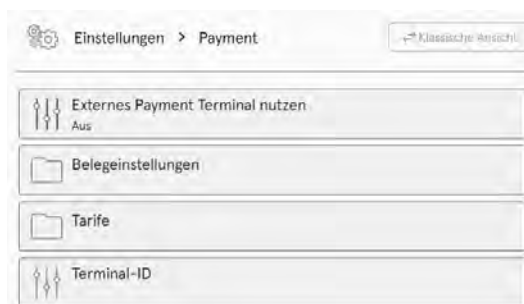 Einstellungen > Payment
Klassische Ansicht
Externes Payment Terminal nutzen
Aus
Belegeinstellungen
Tarife
Terminal-ID